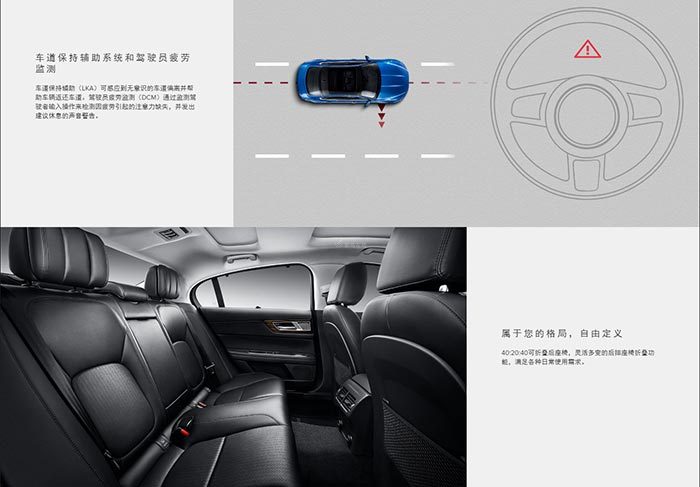 车道保持辅助系统和驾驶员疲劳
监测
车道保持辅助（LKA）可感应到无意识的车道偏离并帮
助车辆返还车道。驾驶员疲劳监测（DCM）通过监测驾
驶者输入操作来检测因疲劳引起的注意力缺失，并发出
建议休息的声音警告。
属于您的格局，自由定义
40:20:40可折叠后座椅，灵活多变的后排座椅折叠功
能，满足各种日常使用需求。